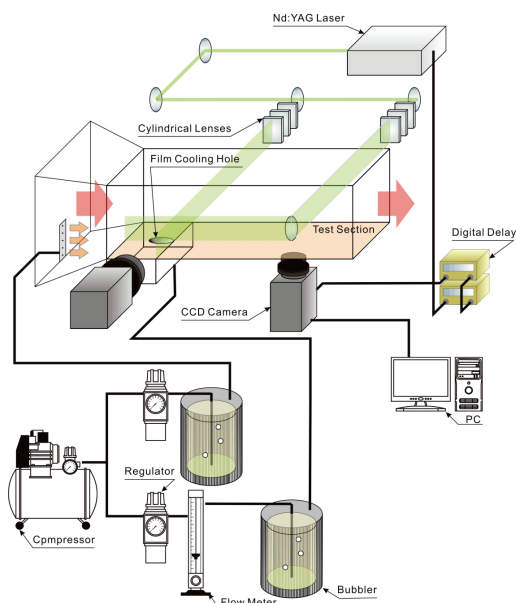 Nd:YAG Laser
Cylindrical Lenses
Film Cooling Hole
Test Section
Digital Delay
CCD Camera
PC
Regulator
Cpmpressor
Bubbler
Flow Meter